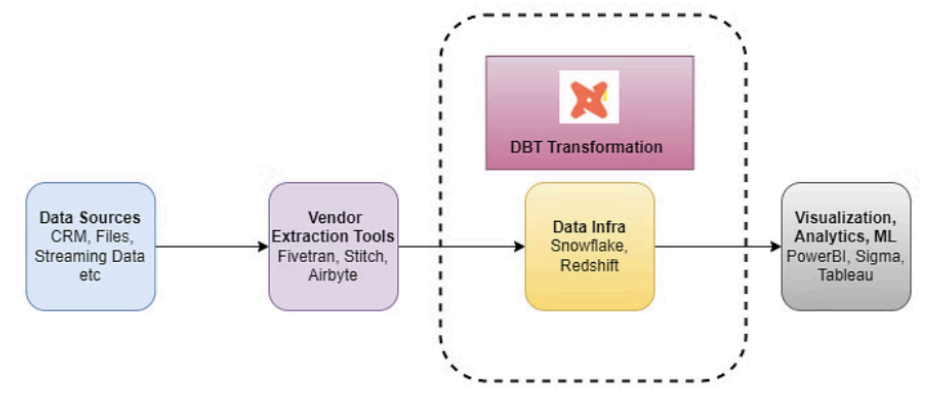 DBT Transformation
Data Sources
CRM, Files,
Streaming Data
etc
Vendor
Extraction Tools
Fivetran, Stitch,
Airbyte
Data Infra
Snowflake,
Redshift
Visualization,
Analytics, ML
PowerBI, Sigma,
Tableau